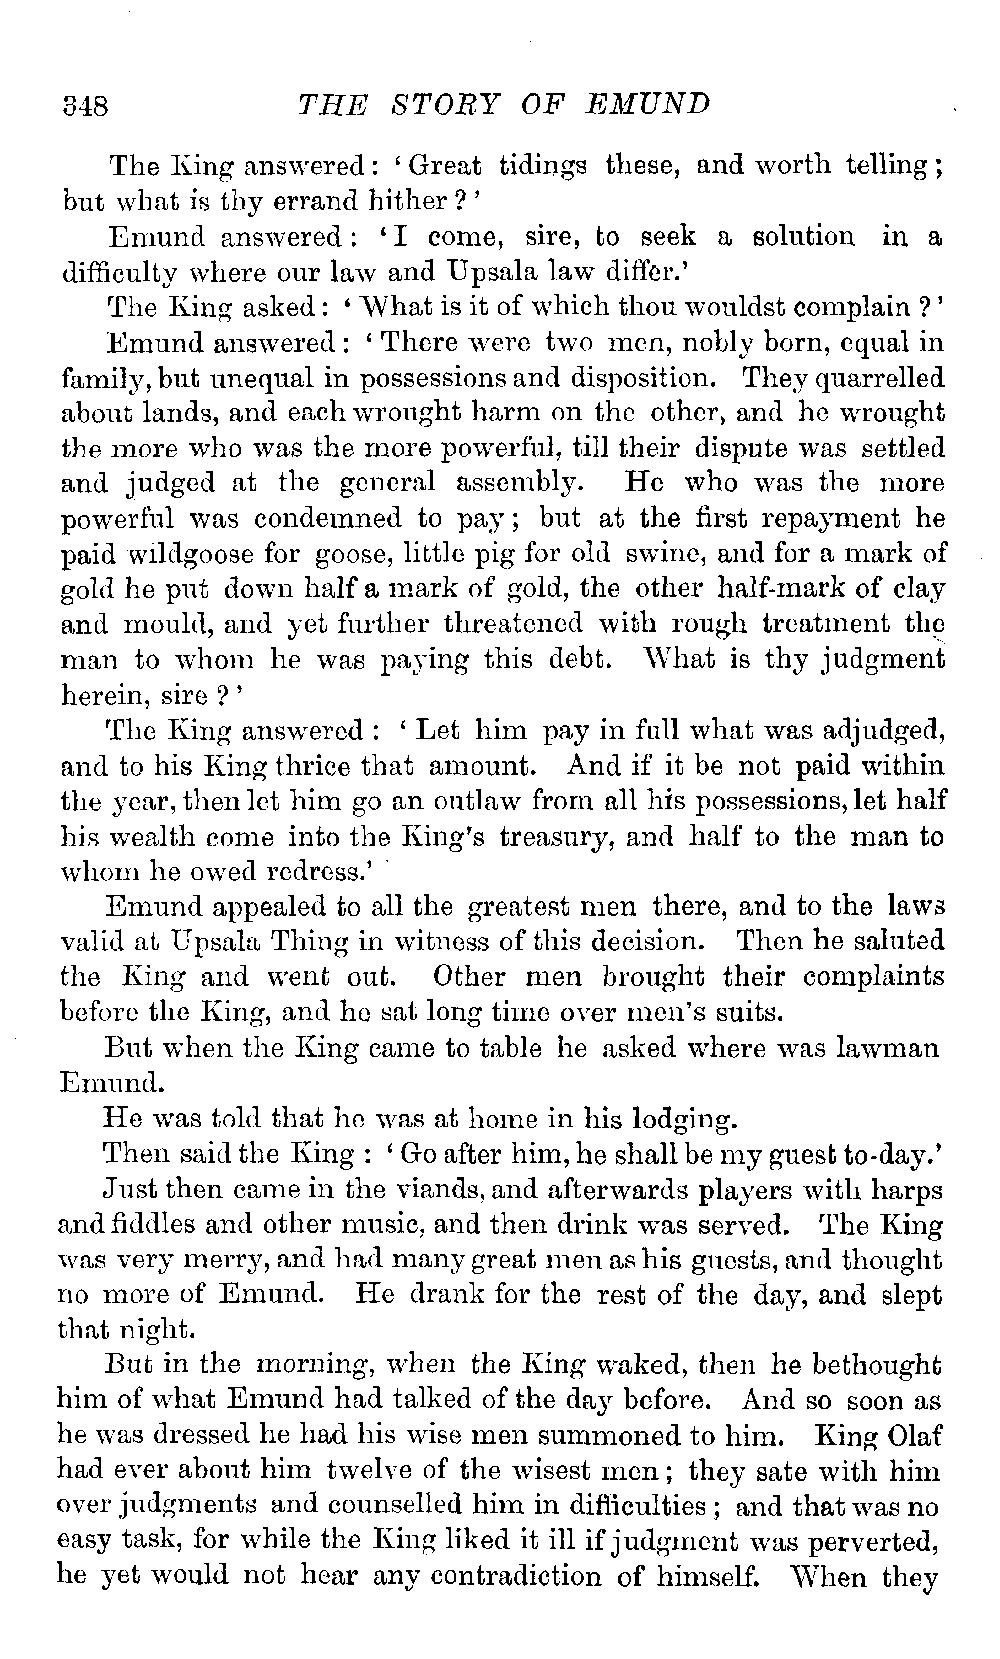 348 THE STORY OF EMUND
The King answered: ‘Great tidings these, and worth telling;
but what is thy errand hither?’
Emund answered: ‘I come, sire, to seek a solution in a
difficulty where our law and Upsala law differ.’
The King asked: ‘What is it of which thou wouldst complain?’
Emund answered: ‘There were two men, nobly born, equal in
family, but unequal in possessions and disposition. They quarrelled
about lands, and each wrought harm on the other, and he wrought
the more who was the more powerful, till their dispute was settled
and judged at the general assembly. He who was the more
powerful was condemned to pay; but at the first repayment he
paid wildgoose for goose, little pig for old swine, and for a mark of
gold he put down half a mark of gold, the other half-mark of clay
and mould, and yet further threatened with rough treatment the
man to whom he was paying this debt. What is thy judgment
herein, sire?’
The King answered: ‘Let him pay in full what was adjudged,
and to his King thrice that amount. And if it be not paid within
the year, then let him go an outlaw from all his possessions, let half
his wealth come into the King's treasury, and half to the man to
whom he owed redress.’
Emund appealed to all the greatest men there, and to the laws
valid at Upsala Thing in witness of this decision. Then he saluted
the King and went out. Other men brought their complaints
before the King, and he sat long time over men's suits.
But when the King came to table he asked where was lawman
Emund.
He was told that he was at home in his lodging.
Then said the King: ‘Go after him, he shall be my guest to-day.’
Just then came in the viands, and afterwards players with harps
and fiddles and other music, and then drink was served. The King
was very merry, and had many great men as his guests, and thought
no more of Emund. He drank for the rest of the day, and slept
that night.
But in the morning, when the King waked, then he bethought
him of what Emund had talked of the day before. And so soon as
he was dressed he had his wise men summoned to him. King Olaf
had ever about him twelve of the wisest men; they sate with him
over judgments and counselled him in difficulties; and that was no
easy task, for while the King liked it ill if judgment was perverted,
he yet would not hear any contradiction of himself. When they